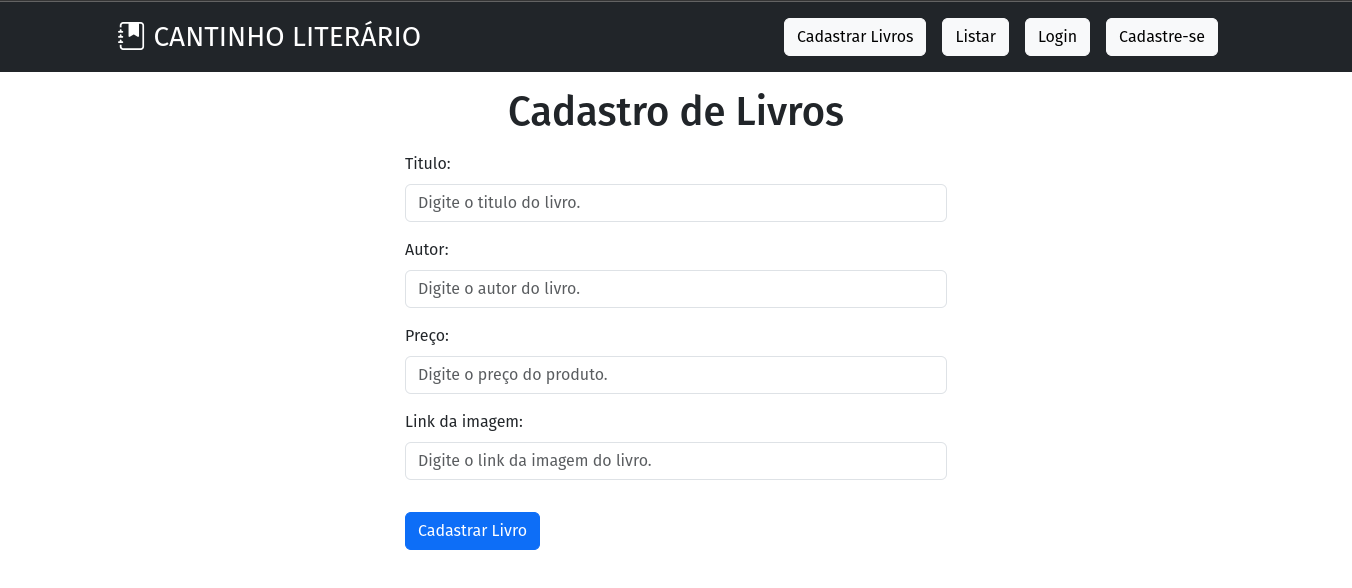 CANTINHO LITERÁRIO
Cadastrar Livros
Listar
Login
Cadastre-se
Cadastro de Livros
Titulo:
Digite o titulo do livro.
Autor:
Digite o autor do livro.
Preço:
Digite o preço do produto.
Link da imagem:
Digite o link da imagem do livro.
Cadastrar Livro